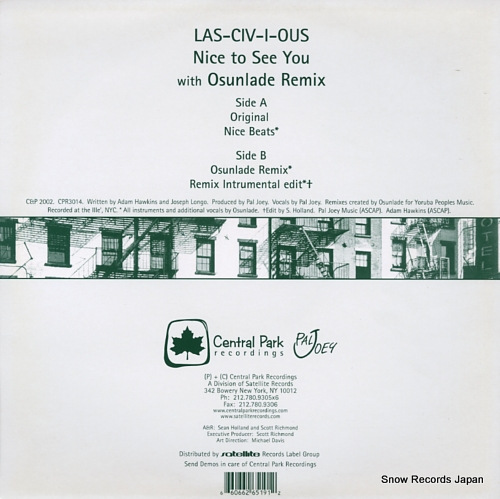 LAS-CIV-I-OUS
Nice to See You
with Osunlade Remix
Side A
Original
Nice Beats*
Side B
Osunlade Remix*
Remix Intrumental edit*†
C&P 2002. CPR3014. Written by Adam Hawkins and Joseph Longo. Produced by Pal Joey. Vocals by Pal Joey. Remixes created by Osunlade for Yoruba Peoples Music.
Recorded at the Ille', NYC. * All instruments and additional vocals by Osunlade. †Edit by S. Holland. Pal Joey Music (ASCAP). Adam Hawkins (ASCAP).
OTEL
Central Park
recordings
PAL JOEY
(P) + (C) Central Park Recordings
A Division of Satellite Records
342 Bowery New York, NY 10012
Ph: 212.780.9305x6
Fax: 212.780.9306
www.centralparkrecordings.com
www.satelliterecords.com
A&R: Sean Holland and Scott Richmond
Executive Producer: Scott Richmond
Art Direction: Michael Davis
Distributed by satellite Records Label Group
Send Demos in care of Central Park Recordings
6 60662 65191 2
Snow Records Japan